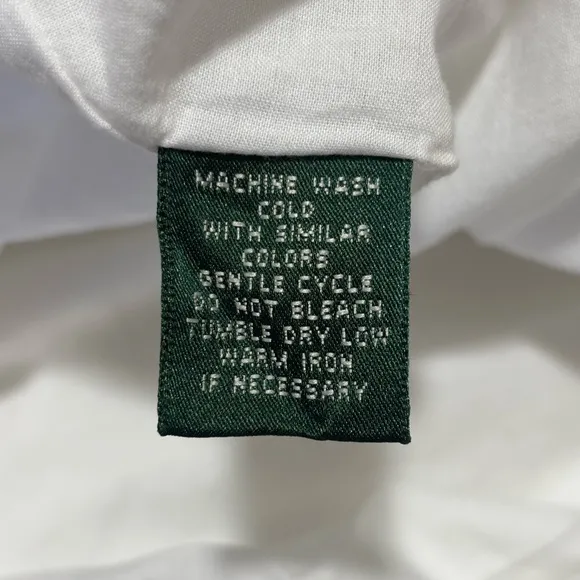 MACHINE WASH
COLD
WITH SIMILAR
COLORS
GENTLE CYCLE
DO NOT BLEACH
TUMBLE DRY LOW
WARM IRON
IF NECESSARY